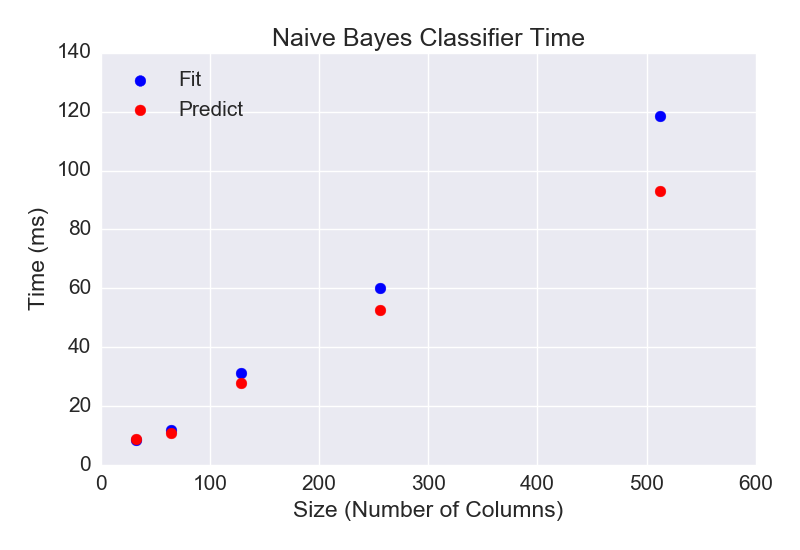 Naive Bayes Classifier Time
140
120
100
80
60
40
20
0
Time (ms)
Fit
Predict
0 100 200 300 400 500 600
Size (Number of Columns)